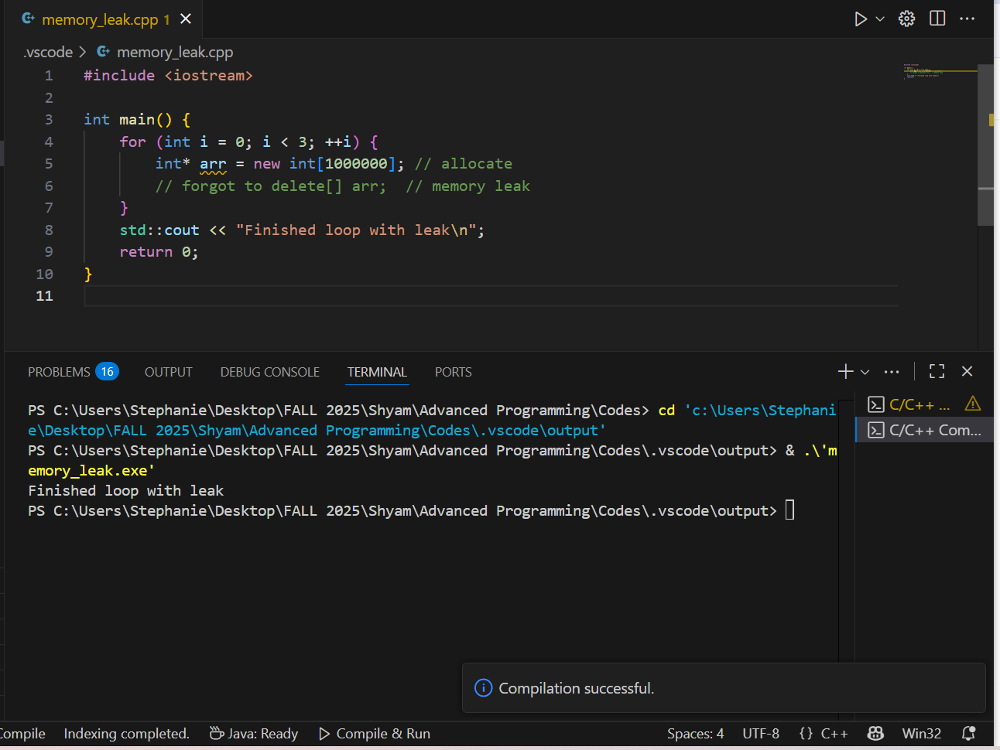 memory_leak.cpp 1
.vscode > memory_leak.cpp
1 #include <iostream>
2
3 int main() {
4 for (int i = 0; i < 3; ++i) {
5 int* arr = new int[1000000]; // allocate
6 // forgot to delete[] arr;  // memory leak
7 }
8 std::cout << "Finished loop with leak\n";
9 return 0;
10 }
11
PROBLEMS 16 OUTPUT DEBUG CONSOLE TERMINAL PORTS
PS C:\Users\Stephanie\Desktop\FALL 2025\Shyam\Advanced Programming\Codes> cd 'c:\Users\Stephani
e\Desktop\FALL 2025\Shyam\Advanced Programming\Codes\.vscode\output'
PS C:\Users\Stephanie\Desktop\FALL 2025\Shyam\Advanced Programming\Codes\.vscode\output> & .\'m
emory_leak.exe'
Finished loop with leak
PS C:\Users\Stephanie\Desktop\FALL 2025\Shyam\Advanced Programming\Codes\.vscode\output>
C/C++ ...
C/C++ Com...
Compilation successful.
Compile Indexing completed. Java: Ready Compile & Run Spaces: 4 UTF-8 {} C++ Win32